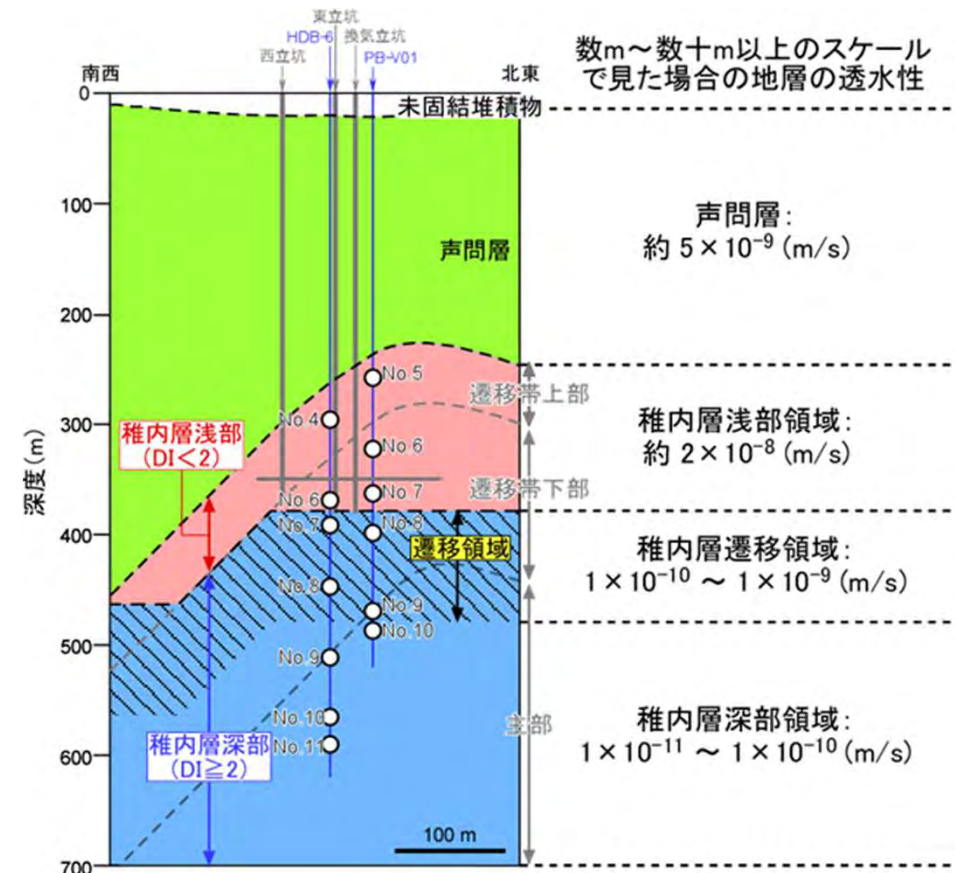 東立坑
HDB-6
換気立坑
西立坑
PB-V01
南西
北東
数m～数十m以上のスケール
で見た場合の地層の透水性
0
未固結堆積物
100
声問層：
約 5×10⁻⁹ (m/s)
声問層
200
No.5
遷移帯上部
300
No.4
稚内層浅部
(DI＜2)
No.6
稚内層浅部領域：
約 2×10⁻⁸ (m/s)
深度(m)
No.6
No.7
遷移帯下部
400
No.7
No.8
遷移領域
稚内層遷移領域：
1×10⁻¹⁰ ～ 1×10⁻⁹ (m/s)
No.8
No.9
No.10
500
No.9
No.10
主部
稚内層深部領域：
1×10⁻¹¹ ～ 1×10⁻¹⁰ (m/s)
稚内層深部
(DI≧2)
No.11
600
100 m
700